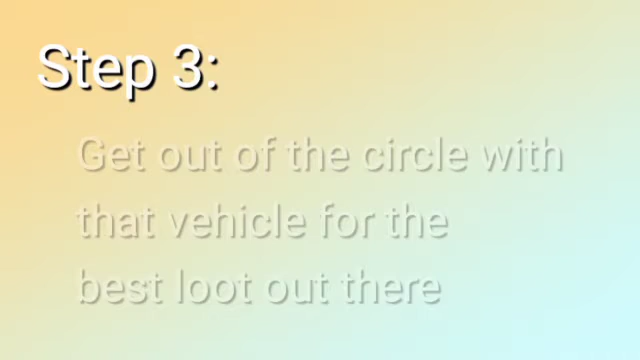 Step 3:
Get out of the circle with
that vehicle for the
best loot out there